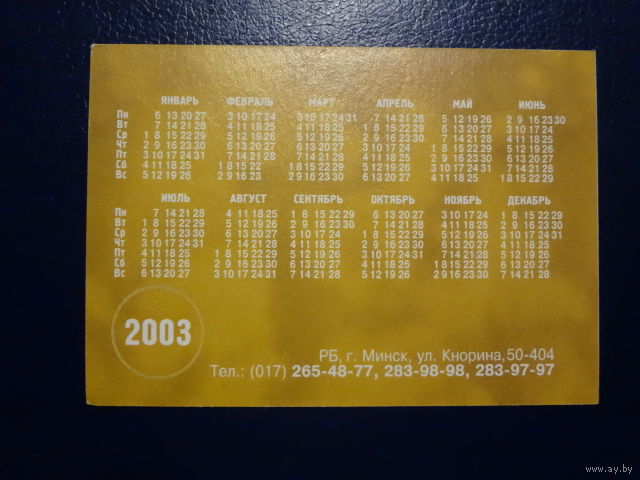 ЯНВАРЬ ФЕВРАЛЬ МАРТ АПРЕЛЬ МАЙ ИЮНЬ
Пн 6 13 20 27 3 10 17 24 3 10 17 24 31 7 14 21 28 5 12 19 26 2 9 16 23 30
Вт 7 14 21 28 4 11 18 25 4 11 18 25 1 8 15 22 29 6 13 20 27 3 10 17 24
Ср 1 8 15 22 29 5 12 19 26 5 12 19 26 2 9 16 23 30 7 14 21 28 4 11 18 25
Чт 2 9 16 23 30 6 13 20 27 6 13 20 27 3 10 17 24 1 8 15 22 29 5 12 19 26
Пт 3 10 17 24 31 7 14 21 28 7 14 21 28 4 11 18 25 2 9 16 23 30 6 13 20 27
Сб 4 11 18 25 1 8 15 22 1 8 15 22 29 5 12 19 26 3 10 17 24 31 7 14 21 28
Вс 5 12 19 26 2 9 16 23 2 9 16 23 30 6 13 20 27 4 11 18 25 1 8 15 22 29
ИЮЛЬ АВГУСТ СЕНТЯБРЬ ОКТЯБРЬ НОЯБРЬ ДЕКАБРЬ
Пн 7 14 21 28 4 11 18 25 1 8 15 22 29 6 13 20 27 3 10 17 24 1 8 15 22 29
Вт 1 8 15 22 29 5 12 19 26 2 9 16 23 30 7 14 21 28 4 11 18 25 2 9 16 23 30
Ср 2 9 16 23 30 6 13 20 27 3 10 17 24 1 8 15 22 29 5 12 19 26 3 10 17 24 31
Чт 3 10 17 24 31 7 14 21 28 4 11 18 25 2 9 16 23 30 6 13 20 27 4 11 18 25
Пт 4 11 18 25 1 8 15 22 29 5 12 19 26 3 10 17 24 31 7 14 21 28 5 12 19 26
Сб 5 12 19 26 2 9 16 23 30 6 13 20 27 4 11 18 25 1 8 15 22 29 6 13 20 27
Вс 6 13 20 27 3 10 17 24 31 7 14 21 28 5 12 19 26 2 9 16 23 30 7 14 21 28
2003
РБ, г. Минск, ул. Кнорина,50-404
Тел.: (017) 265-48-77, 283-98-98, 283-97-97
www.ay.by